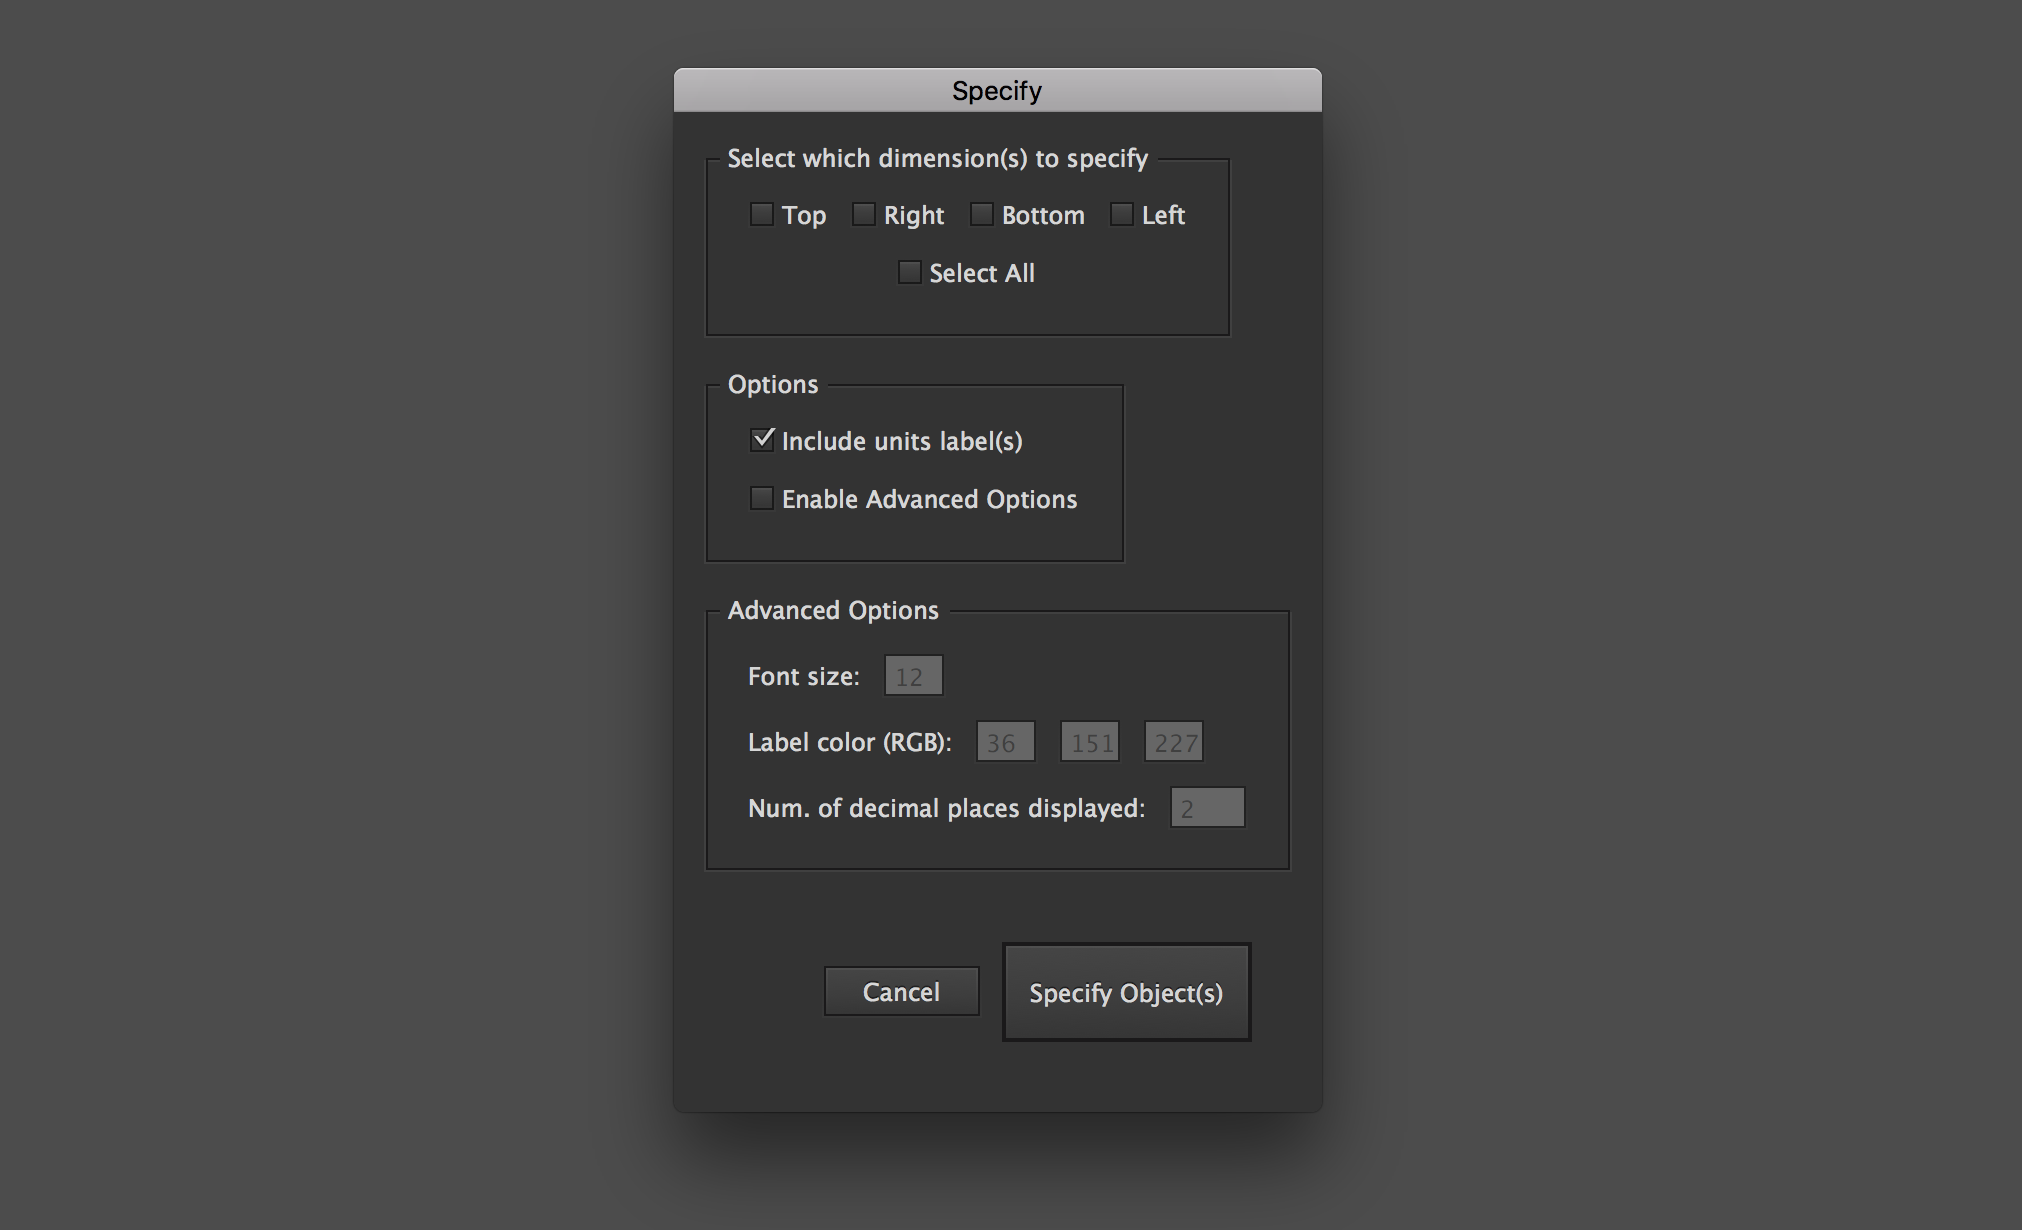 Specify
Select which dimension(s) to specify
Top Right Bottom Left
Select All
Options
Include units label(s)
Enable Advanced Options
Advanced Options
Font size: 12
Label color (RGB): 36 151 227
Num. of decimal places displayed: 2
Cancel Specify Object(s)